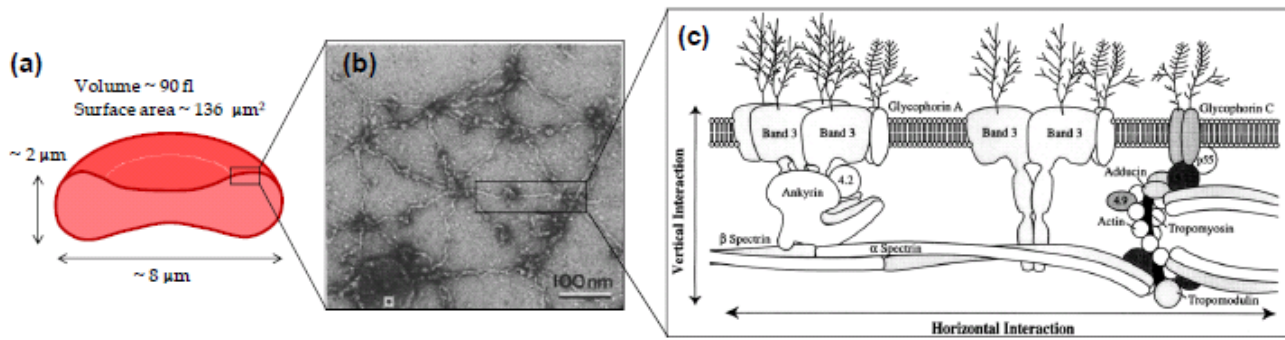 (a)
Volume ~ 90 fl
Surface area ~ 136 μm²
~ 2 μm
~ 8 μm
(b)
100 nm
(c)
Glycophorin A
Glycophorin C
Band 3
Band 3
Band 3
Band 3
p55
4.2
Adducin
Ankyrin
4.9
Actin
Tropomyosin
β Spectrin
α Spectrin
Tropomodulin
Vertical Interaction
Horizontal Interaction